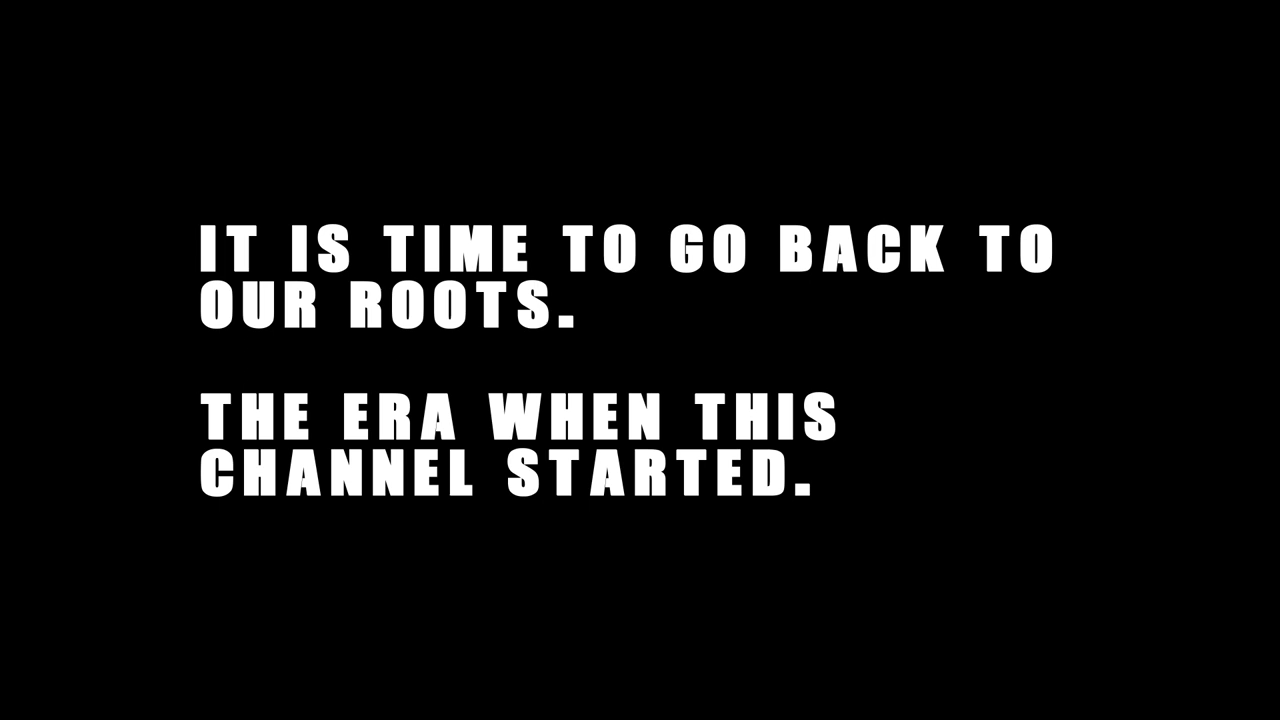 IT IS TIME TO GO BACK TO
OUR ROOTS.
THE ERA WHEN THIS
CHANNEL STARTED.